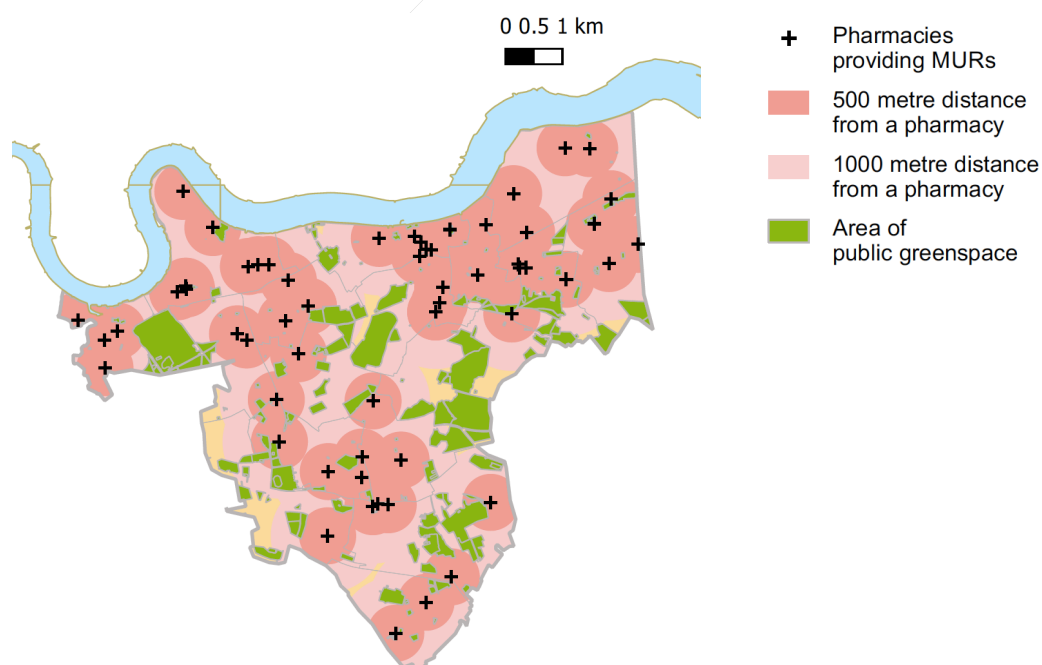 0 0.5 1 km
Pharmacies
providing MURs
500 metre distance
from a pharmacy
1000 metre distance
from a pharmacy
Area of
public greenspace